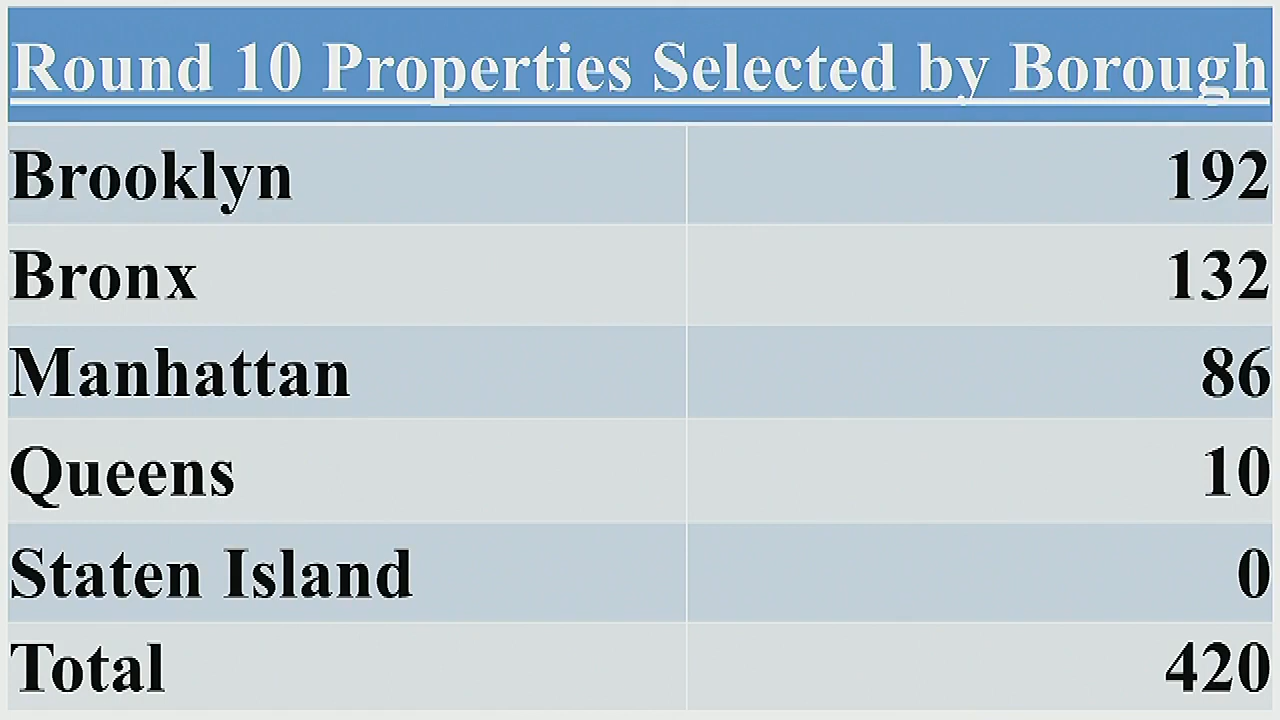 Round 10 Properties Selected by Borough
Brooklyn 192
Bronx 132
Manhattan 86
Queens 10
Staten Island 0
Total 420